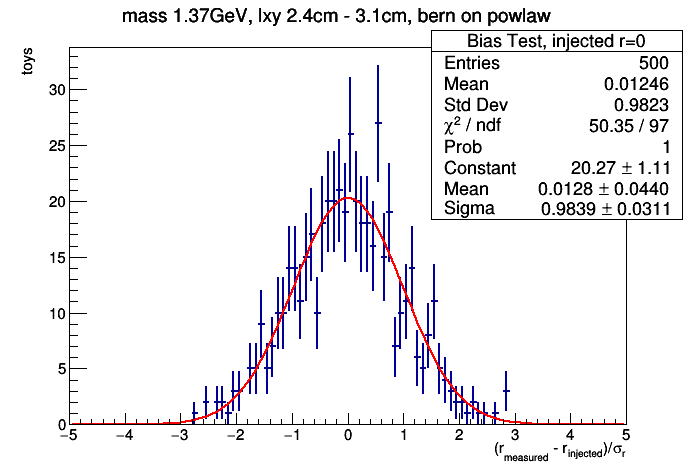 mass 1.37GeV, lxy 2.4cm - 3.1cm, bern on powlaw
toys
Bias Test, injected r=0
Entries 500
Mean 0.01246
Std Dev 0.9823
χ² / ndf 50.35 / 97
Prob 1
Constant 20.27 ± 1.11
Mean 0.0128 ± 0.0440
Sigma 0.9839 ± 0.0311
30
25
20
15
10
5
0
−5 −4 −3 −2 −1 0 1 2 3 4 5
(r_measured - r_injected)/σ_r